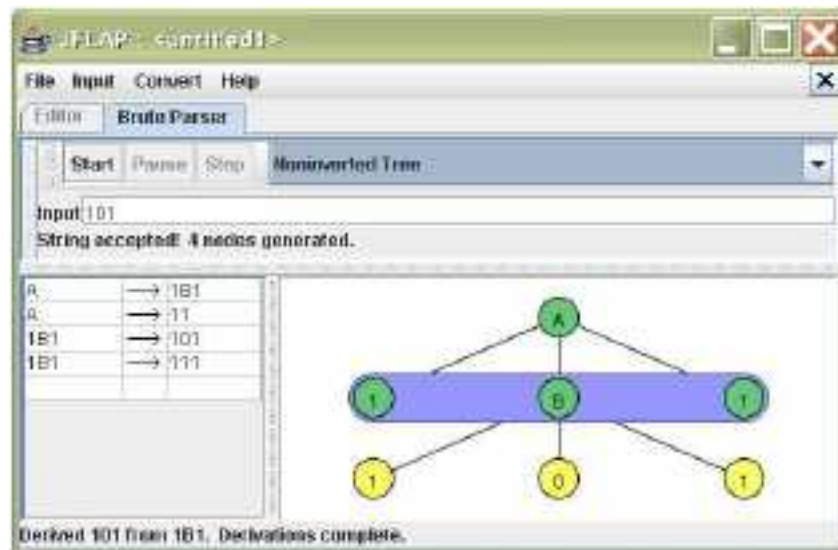 JFLAP : <untitled1>
File Input Convert Help
Editor Brute Parser
Start Pause Step Noninverted Tree
Input 101
String accepted! 4 nodes generated.
A → 1B1
A → 11
1B1 → 101
1B1 → 111
A
1 B 1
1 0 1
Derived 101 from 1B1. Derivations complete.